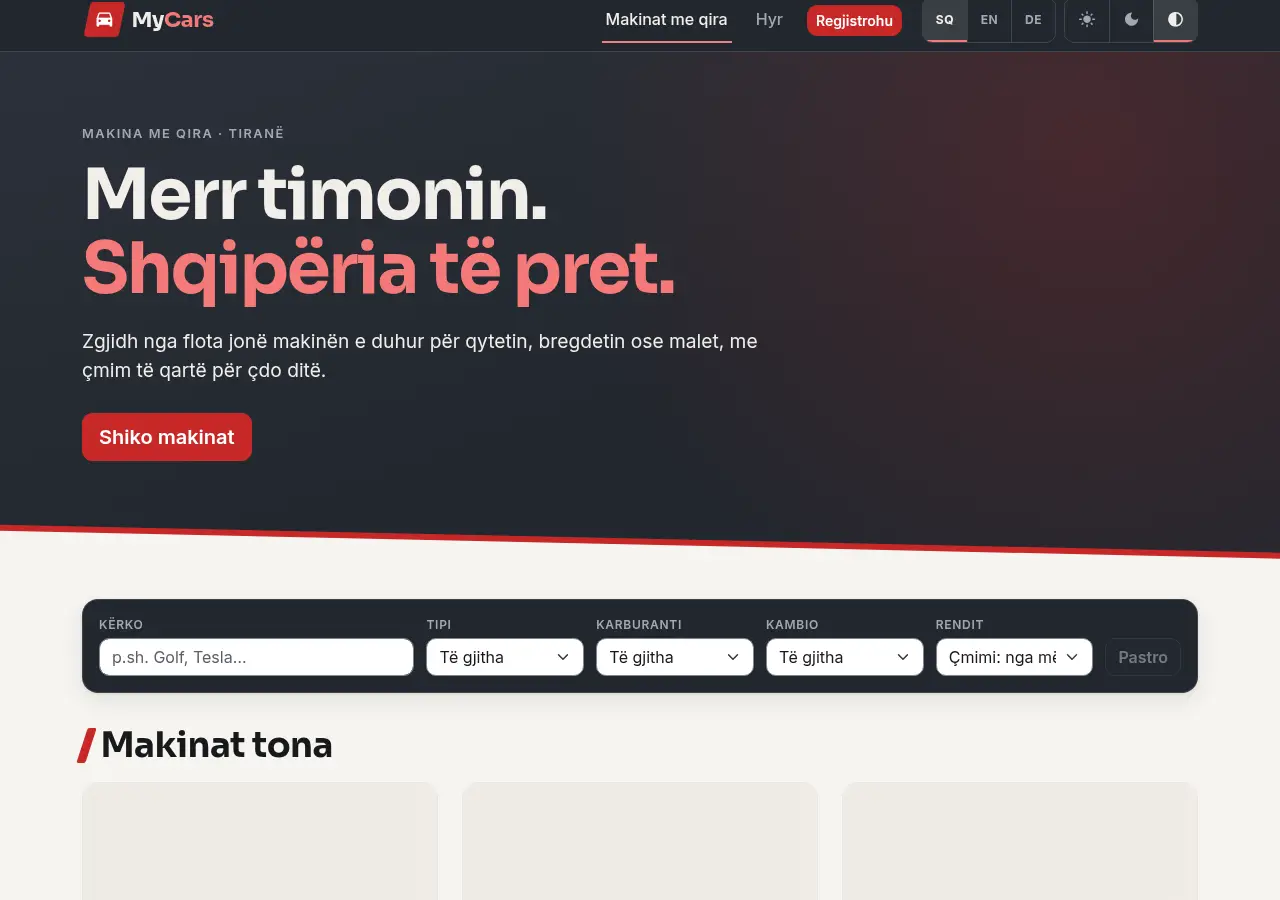 MyCars
Makinat me qira
Hyr
Regjistrohu
SQ
EN
DE
MAKINA ME QIRA · TIRANË
Merr timonin.
Shqipëria të pret.
Zgjidh nga flota jonë makinën e duhur për qytetin, bregdetin ose malet, me
çmim të qartë për çdo ditë.
Shiko makinat
KËRKO
TIPI
KARBURANTI
KAMBIO
RENDIT
p.sh. Golf, Tesla...
Të gjitha
Të gjitha
Të gjitha
Çmimi: nga
Pastro
Makinat tona